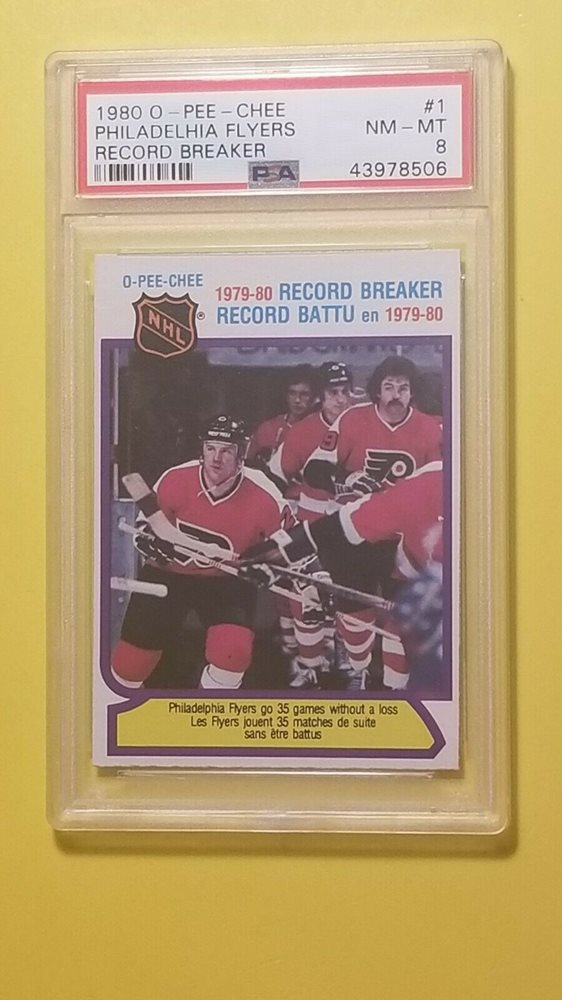 1980 O-PEE-CHEE #1
PHILADELHIA FLYERS NM-MT
RECORD BREAKER 8
PSA 43978506
O-PEE-CHEE
1979-80 RECORD BREAKER
NHL ®
RECORD BATTU en 1979-80
Philadelphia Flyers go 35 games without a loss
Les Flyers jouent 35 matches de suite
sans être battus